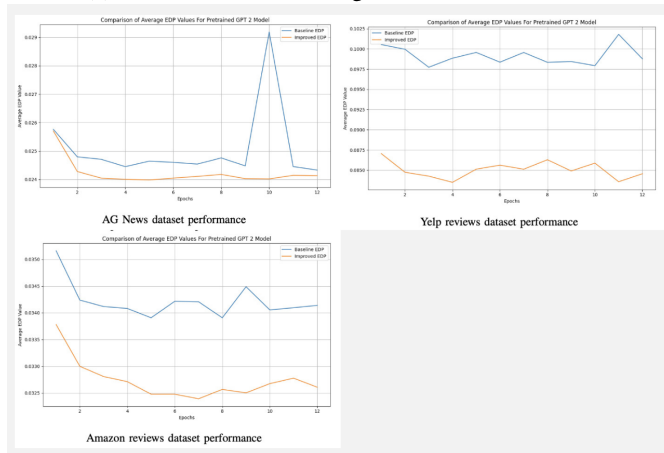 Comparison of Average EDP Values For Pretrained GPT 2 Model
Baseline EDP
Improved EDP
0.029
0.028
0.027
0.026
0.025
0.024
Average EDP Value
2 4 6 8 10 12
Epochs
AG News dataset performance
Comparison of Average EDP Values For Pretrained GPT 2 Model
Baseline EDP
Improved EDP
0.1025
0.1000
0.0975
0.0950
0.0925
0.0900
0.0875
0.0850
Average EDP Value
2 4 6 8 10 12
Epochs
Yelp reviews dataset performance
Comparison of Average EDP Values For Pretrained GPT 2 Model
Baseline EDP
Improved EDP
0.0350
0.0345
0.0340
0.0335
0.0330
0.0325
Average EDP Value
2 4 6 8 10 12
Epochs
Amazon reviews dataset performance